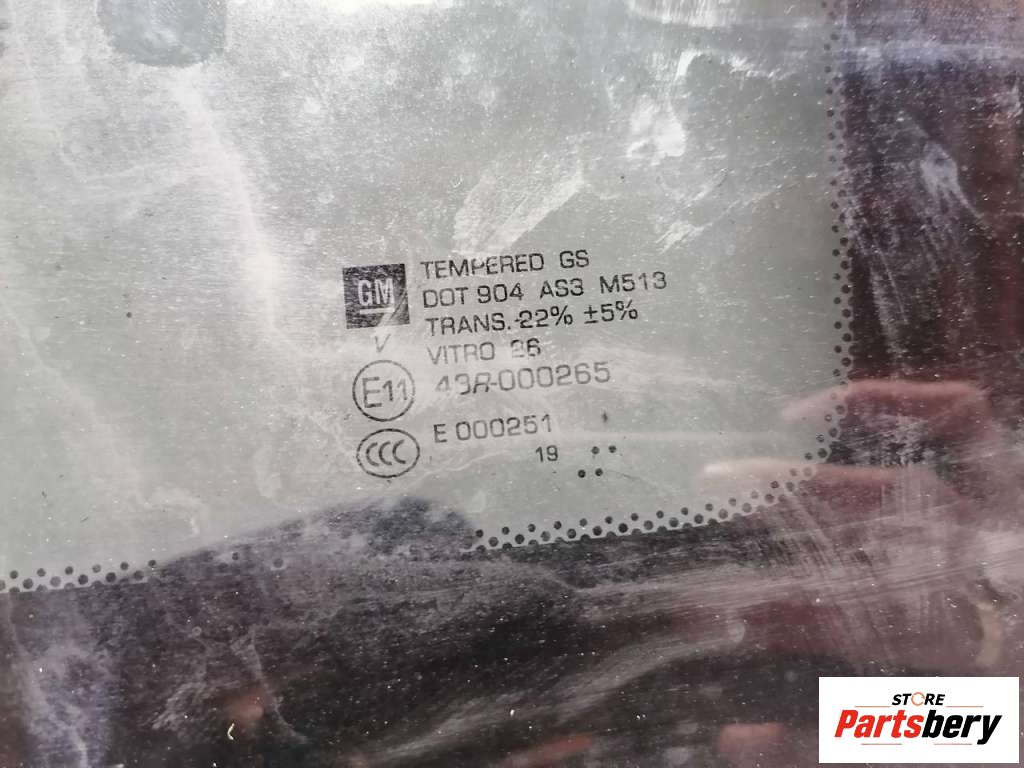 GM
TEMPERED GS
DOT 904 AS3 M513
TRANS. 22% ±5%
V
VITRO 26
E11
43R-000265
CCC
E 000251
19
STORE
Partsbery